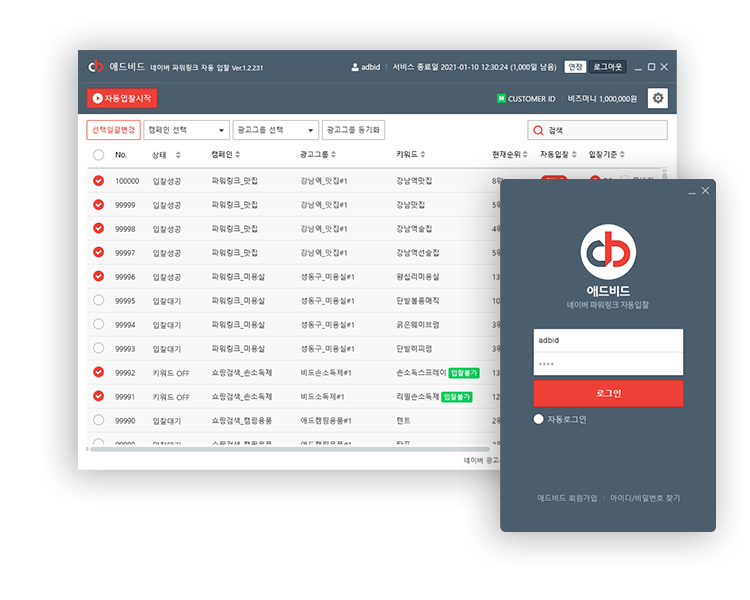 애드비드 네이버 파워링크 자동 입찰 Ver.1.2.231 adbid 서비스 종료일 2021-01-10 12:30:24 (1,000일 남음) 연장 로그아웃
자동입찰시작 CUSTOMER ID 비즈머니 1,000,000원
선택일괄변경 캠페인 선택 광고그룹 선택 광고그룹 동기화 검색
No. 상태 캠페인 광고그룹 키워드 현재순위 자동입찰 입찰기준
100000 입찰성공 파워링크_맛집 강남역_맛집#1 강남역맛집
99999 입찰성공 파워링크_맛집 강남역_맛집#1 강남맛집
99998 입찰성공 파워링크_맛집 강남역_맛집#1 강남역술집
99997 입찰성공 파워링크_맛집 강남역_맛집#1 강남역선술집
99996 입찰성공 파워링크_미용실 성동구_미용실#1 왕십리미용실
99995 입찰대기 파워링크_미용실 성동구_미용실#1 단발볼륨매직
99994 입찰대기 파워링크_미용실 성동구_미용실#1 굵은웨이브펌
99993 입찰대기 파워링크_미용실 성동구_미용실#1 단발히피펌
99992 키워드 OFF 쇼핑검색_손소독제 비드손소독제#1 손소독스프레이 입찰불가
99991 키워드 OFF 쇼핑검색_손소독제 비드소독제#1 리필손소독제 입찰불가
99990 입찰대기 쇼핑검색_캠핑용품 애드캠핑용품#1 텐트
네이버
애드비드
네이버 파워링크 자동입찰
adbid
****
로그인
자동로그인
애드비드 회원가입 | 아이디/비밀번호 찾기